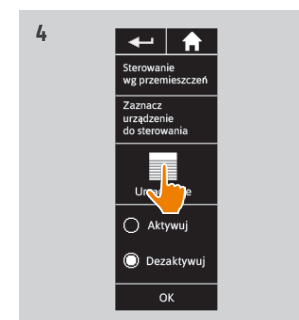 4
Sterowanie
wg przemieszczeń
Zaznacz
urządzenie
do sterowania
Aktywuj
Dezaktywuj
OK